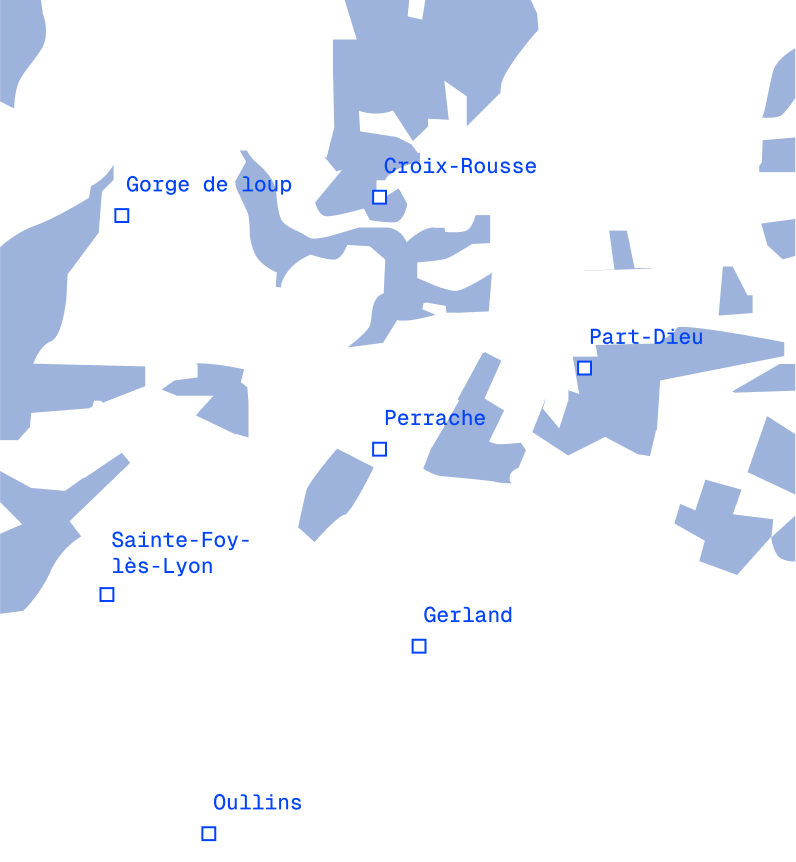 Croix-Rousse
Gorge de loup
Part-Dieu
Perrache
Sainte-Foy-
lès-Lyon
Gerland
Oullins